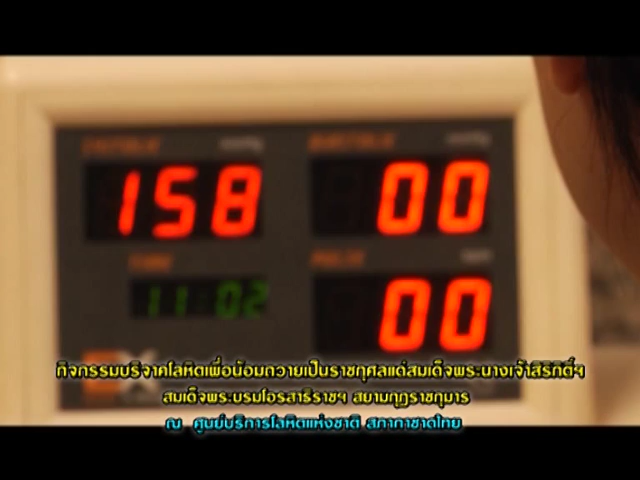 158
00
11:02
00
กิจกรรมบริจาคโลหิตเพื่อน้อมถวายเป็นราชกุศลแด่สมเด็จพระนางเจ้าสิริกิติ์ฯ
สมเด็จพระบรมโอรสาธิราชฯ สยามกุฎราชกุมาร
ณ ศูนย์บริการโลหิตแห่งชาติ สภากาชาดไทย